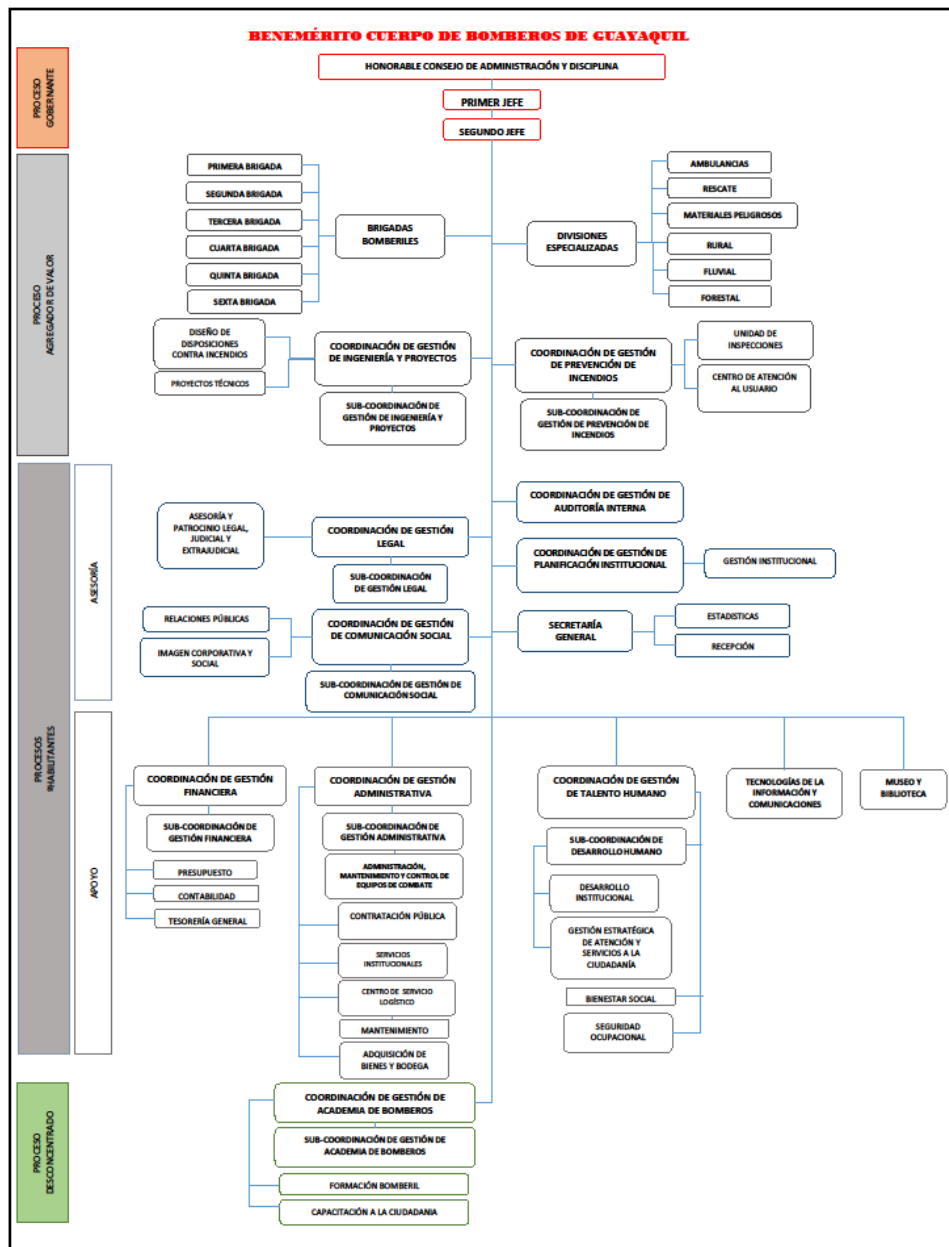 BENEMÉRITO CUERPO DE BOMBEROS DE GUAYAQUIL
PROCESO
GOBERNANTE
HONORABLE CONSEJO DE ADMINISTRACIÓN Y DISCIPLINA
PRIMER JEFE
SEGUNDO JEFE
PROCESO
AGREGADOR DE VALOR
PRIMERA BRIGADA
SEGUNDA BRIGADA
TERCERA BRIGADA
CUARTA BRIGADA
QUINTA BRIGADA
SEXTA BRIGADA
BRIGADAS
BOMBERILES
DIVISIONES
ESPECIALIZADAS
AMBULANCIAS
RESCATE
MATERIALES PELIGROSOS
RURAL
FLUVIAL
FORESTAL
DISEÑO DE
DISPOSICIONES
CONTRA INCENDIOS
PROYECTOS TÉCNICOS
COORDINACIÓN DE GESTIÓN
DE INGENIERÍA Y PROYECTOS
SUB-COORDINACIÓN DE
GESTIÓN DE INGENIERÍA Y
PROYECTOS
COORDINACIÓN DE GESTIÓN
DE PREVENCIÓN DE
INCENDIOS
SUB-COORDINACIÓN DE
GESTIÓN DE PREVENCIÓN DE
INCENDIOS
UNIDAD DE
INSPECCIONES
CENTRO DE ATENCIÓN
AL USUARIO
PROCESOS
HABILITANTES
ASESORÍA
ASESORÍA Y
PATROCINIO LEGAL,
JUDICIAL Y
EXTRAJUDICIAL
COORDINACIÓN DE GESTIÓN
LEGAL
SUB-COORDINACIÓN
DE GESTIÓN LEGAL
COORDINACIÓN DE GESTIÓN DE
AUDITORÍA INTERNA
COORDINACIÓN DE GESTIÓN DE
PLANIFICACIÓN INSTITUCIONAL
GESTIÓN INSTITUCIONAL
RELACIONES PÚBLICAS
IMAGEN CORPORATIVA Y
SOCIAL
COORDINACIÓN DE GESTIÓN
DE COMUNICACIÓN SOCIAL
SUB-COORDINACIÓN DE GESTIÓN DE
COMUNICACIÓN SOCIAL
SECRETARÍA
GENERAL
ESTADISTICAS
RECEPCIÓN
APOYO
COORDINACIÓN DE GESTIÓN
FINANCIERA
SUB-COORDINACIÓN DE
GESTIÓN FINANCIERA
PRESUPUESTO
CONTABILIDAD
TESORERÍA GENERAL
COORDINACIÓN DE GESTIÓN
ADMINISTRATIVA
SUB-COORDINACIÓN DE
GESTIÓN ADMINISTRATIVA
ADMINISTRACIÓN,
MANTENIMIENTO Y CONTROL DE
EQUIPOS DE COMBATE
CONTRATACIÓN PÚBLICA
SERVICIOS
INSTITUCIONALES
CENTRO DE SERVICIO
LOGÍSTICO
MANTENIMIENTO
ADQUISICIÓN DE
BIENES Y BODEGA
COORDINACIÓN DE GESTIÓN
DE TALENTO HUMANO
SUB-COORDINACIÓN DE
DESARROLLO HUMANO
DESARROLLO
INSTITUCIONAL
GESTIÓN ESTRATÉGICA
DE ATENCIÓN Y
SERVICIOS A LA
CIUDADANÍA
BIENESTAR SOCIAL
SEGURIDAD
OCUPACIONAL
TECNOLOGÍAS DE LA
INFORMACIÓN Y
COMUNICACIONES
MUSEO Y
BIBLIOTECA
PROCESO
DESCONCENTRADO
COORDINACIÓN DE GESTIÓN DE
ACADEMIA DE BOMBEROS
SUB-COORDINACIÓN DE GESTIÓN DE
ACADEMIA DE BOMBEROS
FORMACIÓN BOMBERIL
CAPACITACIÓN A LA CIUDADANIA